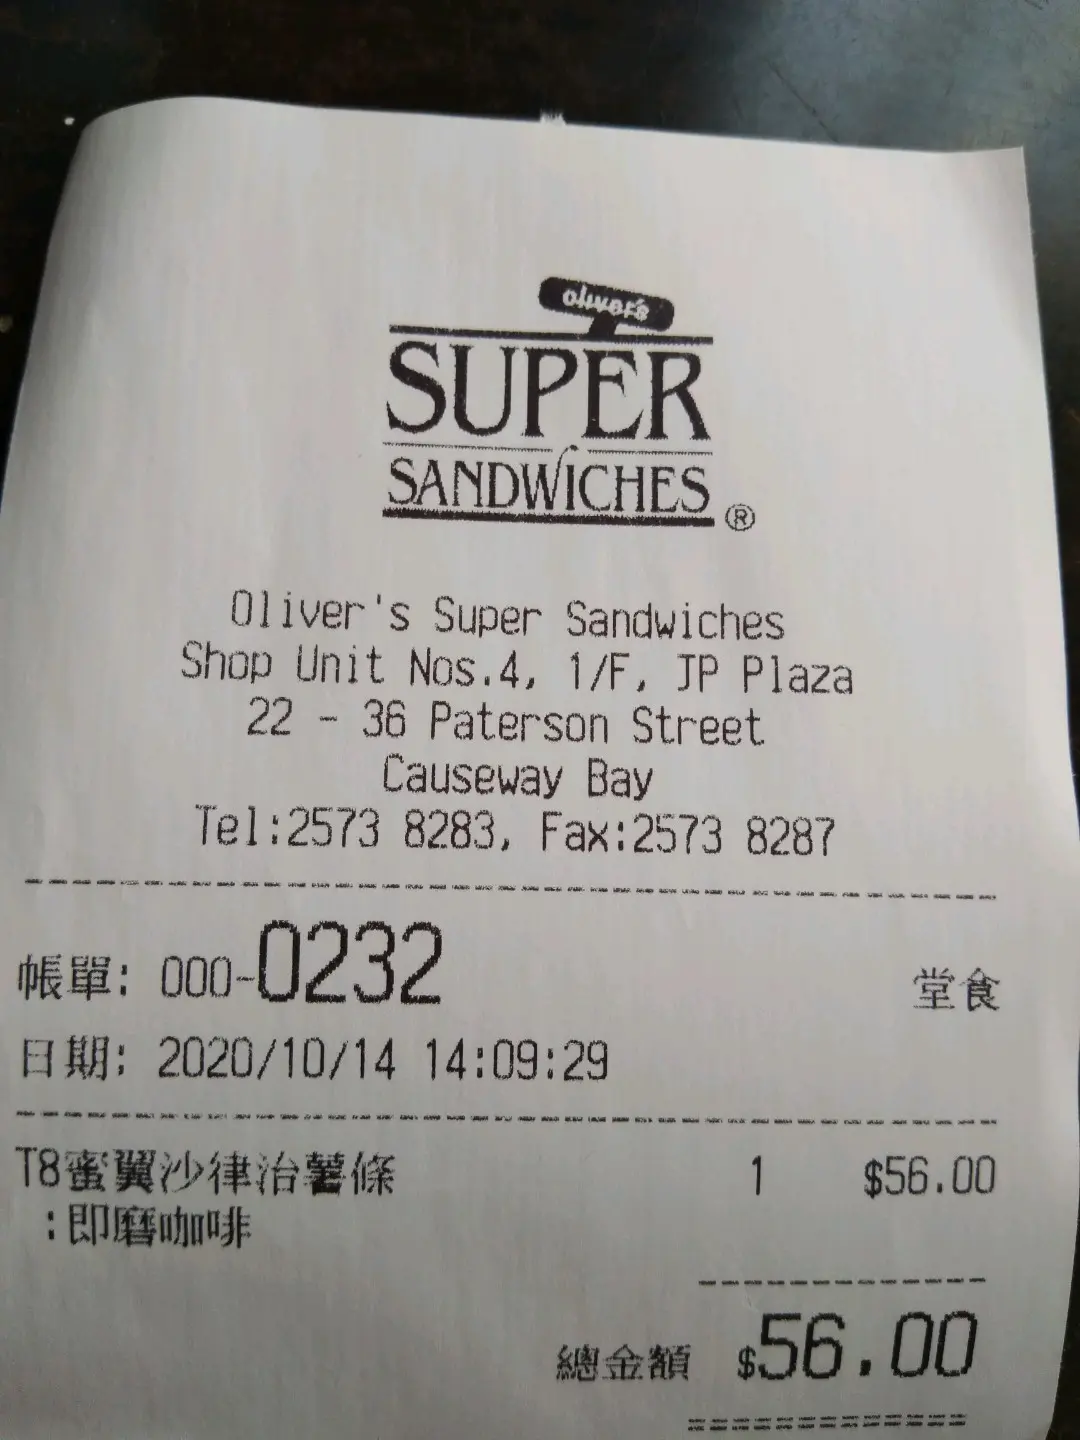 oliver's
SUPER
SANDWICHES ®
Oliver's Super Sandwiches
Shop Unit Nos.4, 1/F, JP Plaza
22 - 36 Paterson Street
Causeway Bay
Tel:2573 8283, Fax:2573 8287
帳單: 000-0232 堂食
日期: 2020/10/14 14:09:29
T8蜜翼沙律治薯條 1 $56.00
:即磨咖啡
總金額 $56.00